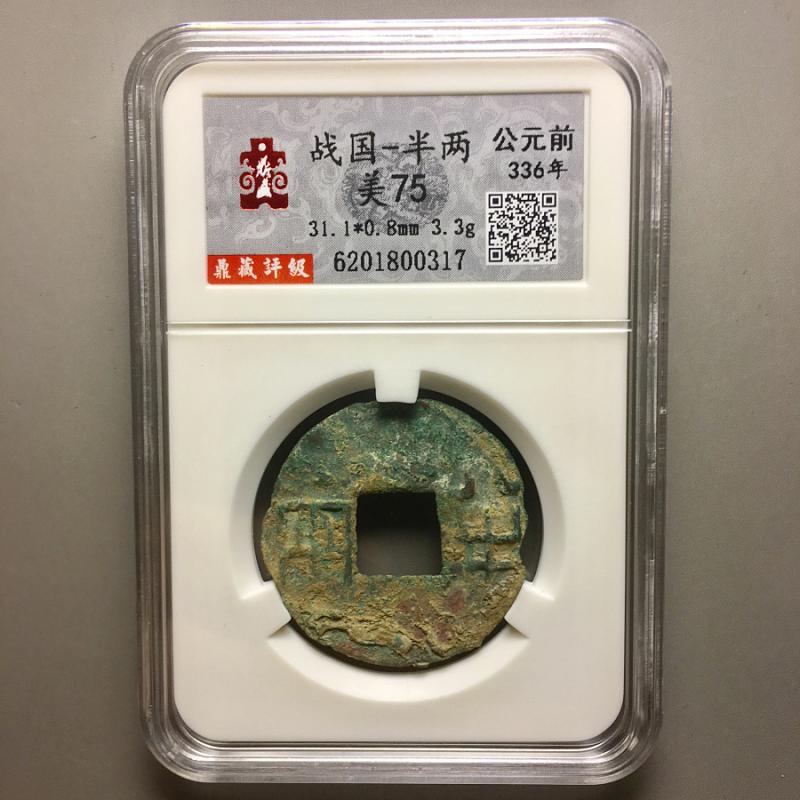 战国-半两
公元前
336年
美75
31.1*0.8mm 3.3g
鼎藏評級
6201800317
半
两